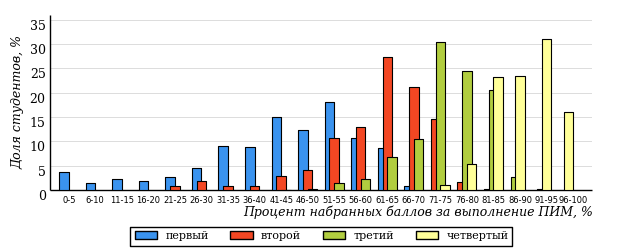 Доля студентов, %
35
30
25
20
15
10
5
0
0-5 6-10 11-15 16-20 21-25 26-30 31-35 36-40 41-45 46-50 51-55 56-60 61-65 66-70 71-75 76-80 81-85 86-90 91-95 96-100
Процент набранных баллов за выполнение ПИМ, %
первый второй третий четвертый